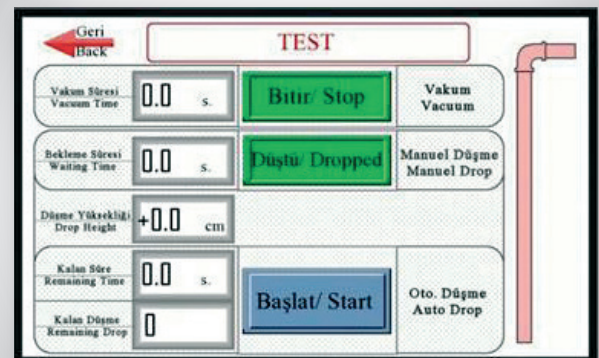 Geri
Back
TEST
Vakum Süresi
Vacuum Time
0.0 s.
Bitir/ Stop
Vakum
Vacuum
Bekleme Süresi
Waiting Time
0.0 s.
Düştü/ Dropped
Manuel Düşme
Manuel Drop
Düşme Yüksekliği
Drop Height
+0.0 cm
Kalan Süre
Remaining Time
0.0 s.
Başlat/ Start
Oto. Düşme
Auto Drop
Kalan Düşme
Remaining Drop
0